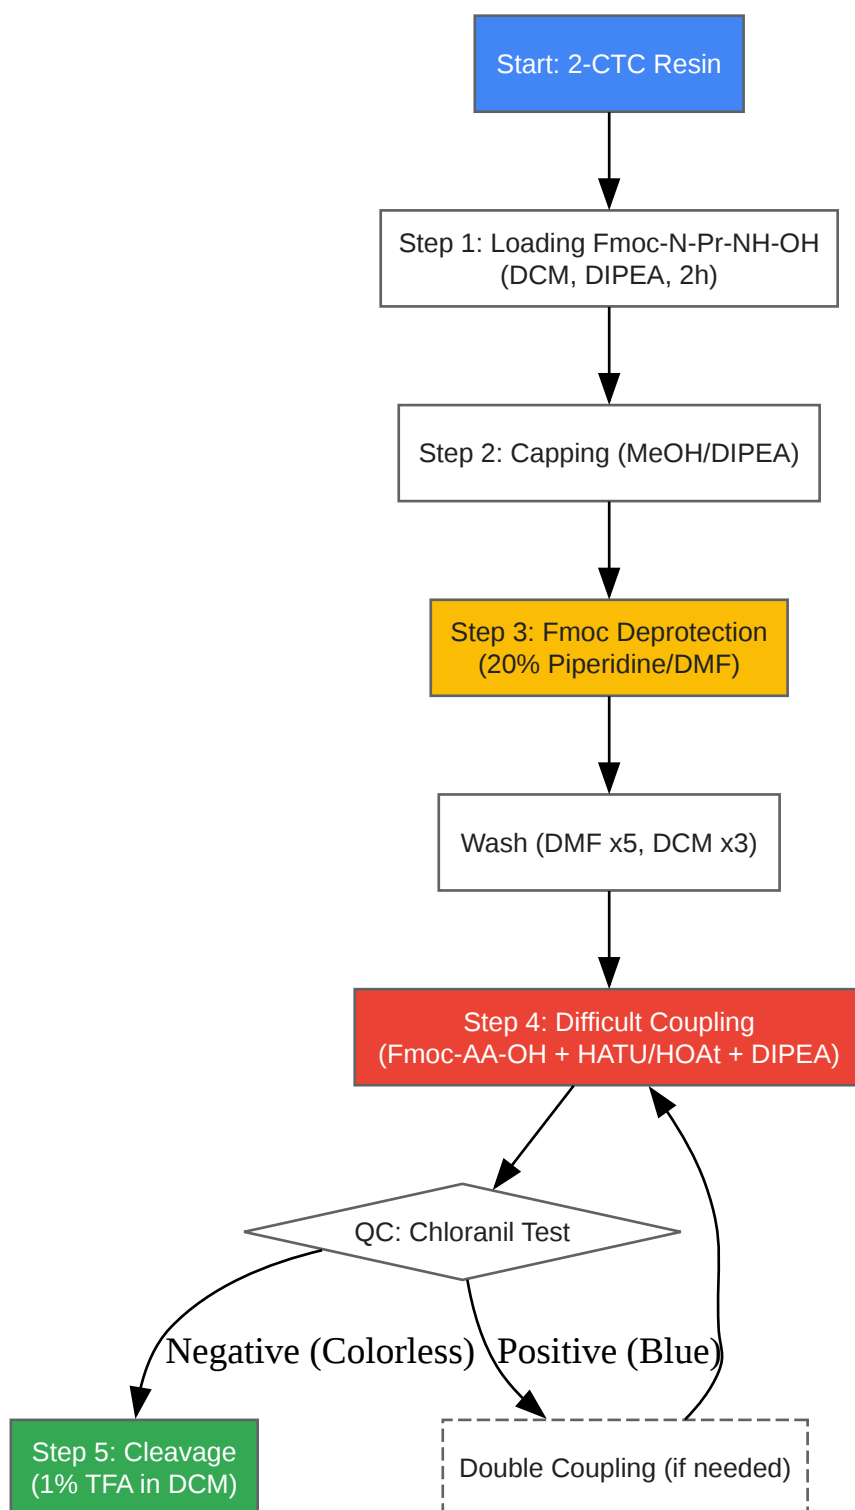 Start: 2-CTC Resin
Step 1: Loading Fmoc-N-Pr-NH-OH
(DCM, DIPEA, 2h)
Step 2: Capping (MeOH/DIPEA)
Step 3: Fmoc Deprotection
(20% Piperidine/DMF)
Wash (DMF x5, DCM x3)
Step 4: Difficult Coupling
(Fmoc-AA-OH + HATU/HOAt + DIPEA)
QC: Chloranil Test
Negative (Colorless)
Positive (Blue)
Step 5: Cleavage
(1% TFA in DCM)
Double Coupling (if needed)